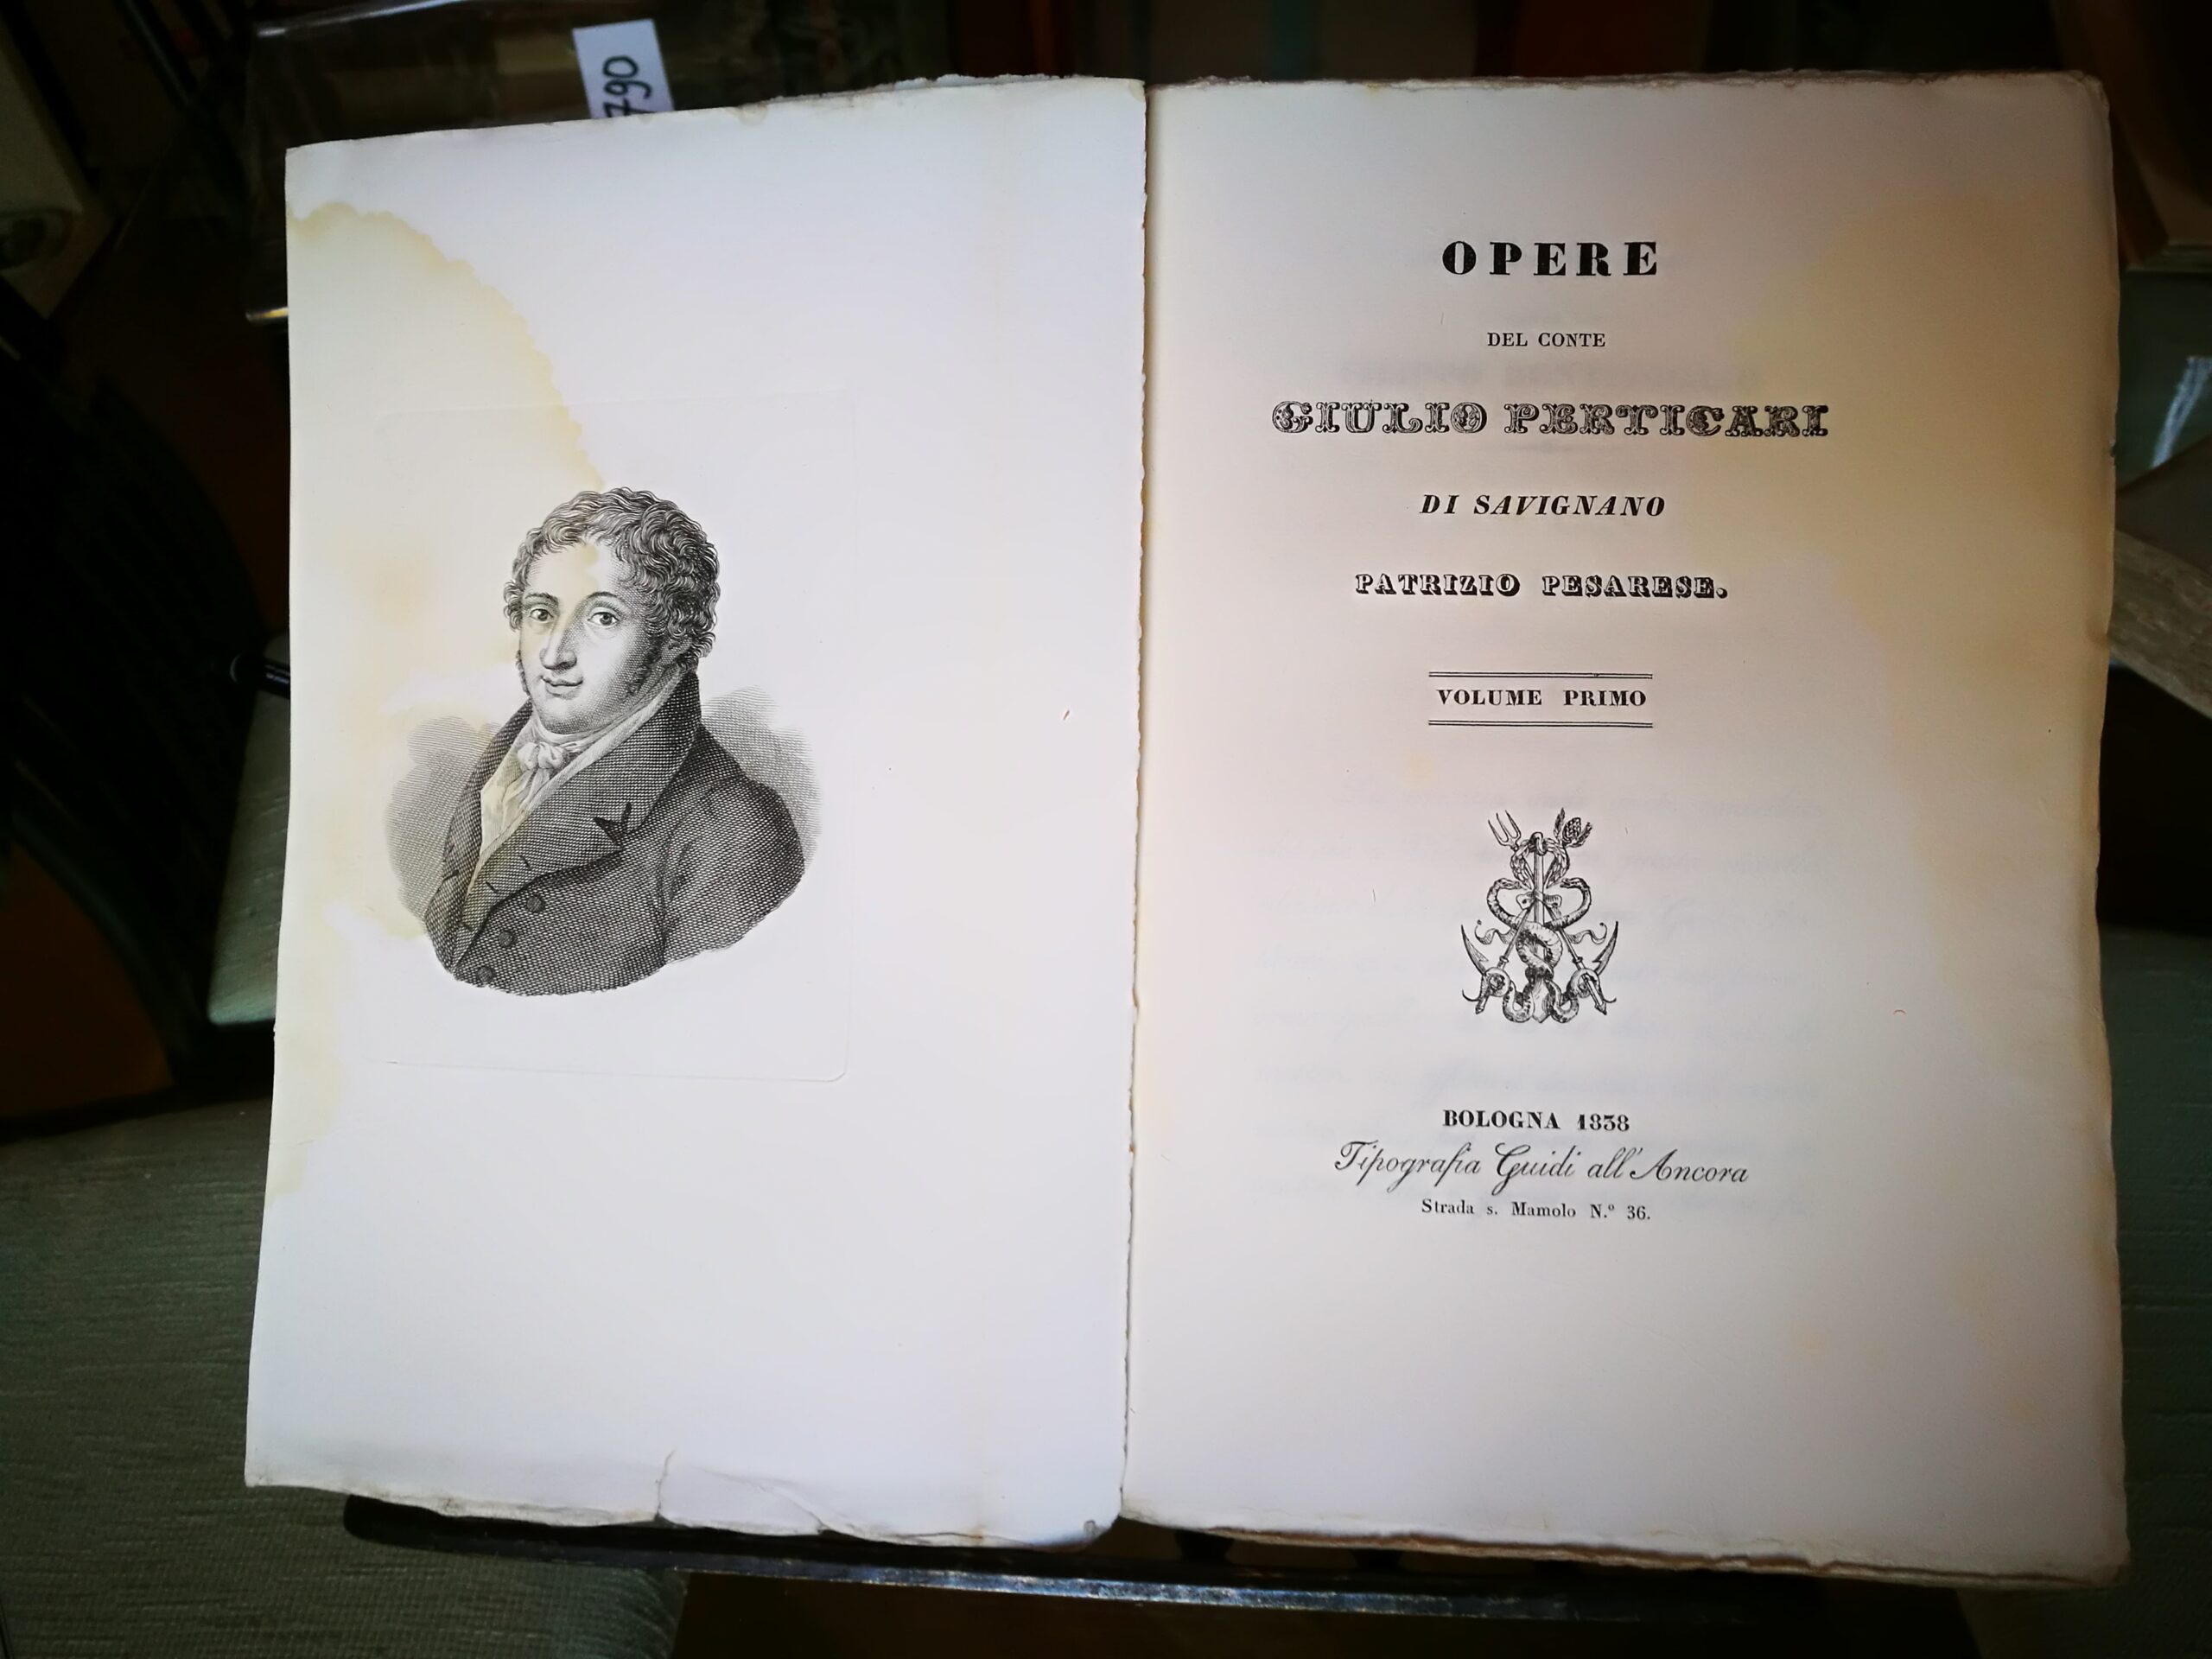 790
OPERE
DEL CONTE
GIULIO PERTICARI
DI SAVIGNANO
PATRIZIO PESARESE.
VOLUME PRIMO
BOLOGNA 1838
Tipografia Guidi all'Ancora
Strada s. Mamolo N.º 36.